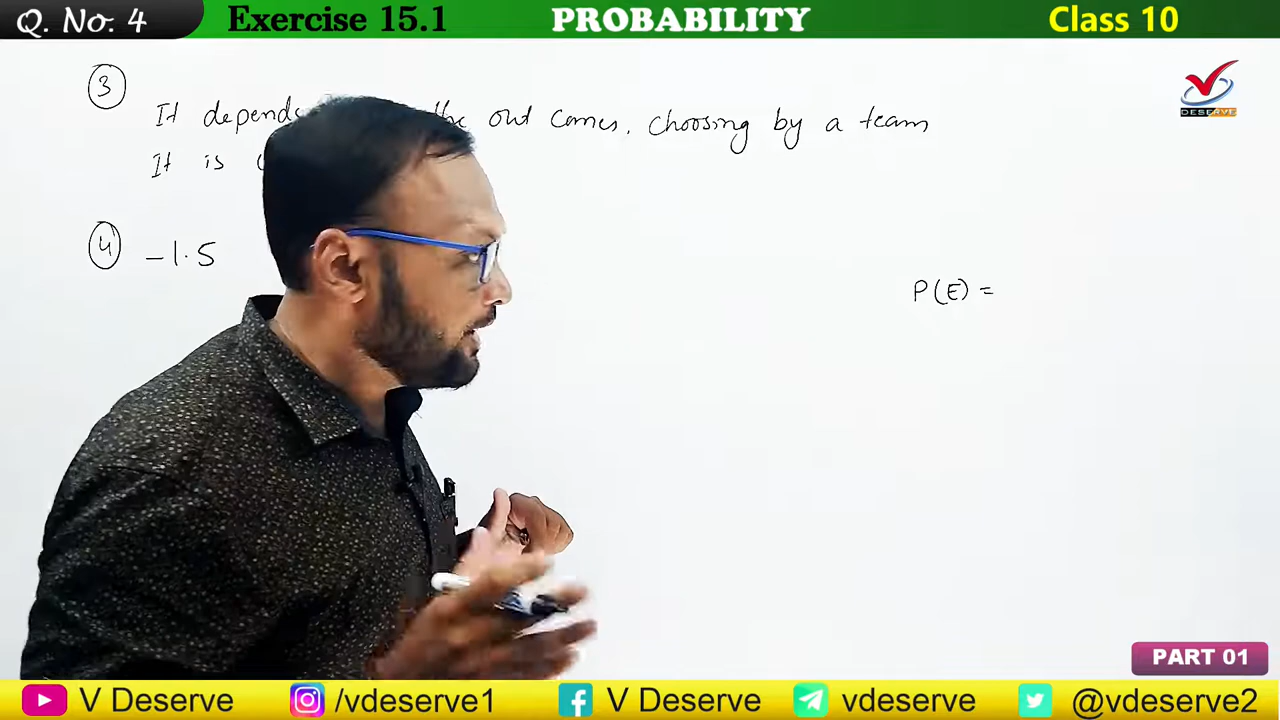 Q. No. 4 Exercise 15.1 PROBABILITY Class 10
DESERVE
3
It depends the out comes, choosing by a team
It is
4 -1.5
P(E) =
PART 01
V Deserve /vdeserve1 V Deserve vdeserve @vdeserve2